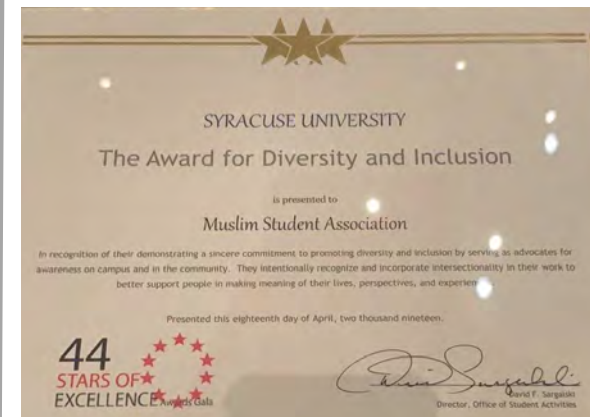 SYRACUSE UNIVERSITY
The Award for Diversity and Inclusion
is presented to
Muslim Student Association
In recognition of their demonstrating a sincere commitment to promoting diversity and inclusion by serving as advocates for
awareness on campus and in the community. They intentionally recognize and incorporate intersectionality in their work to
better support people in making meaning of their lives, perspectives, and
Presented this eighteenth day of April, two thousand nineteen.
44
STARS OF
EXCELLENCE Awards Gala
David F. Sargalski
Director, Office of Student Activities